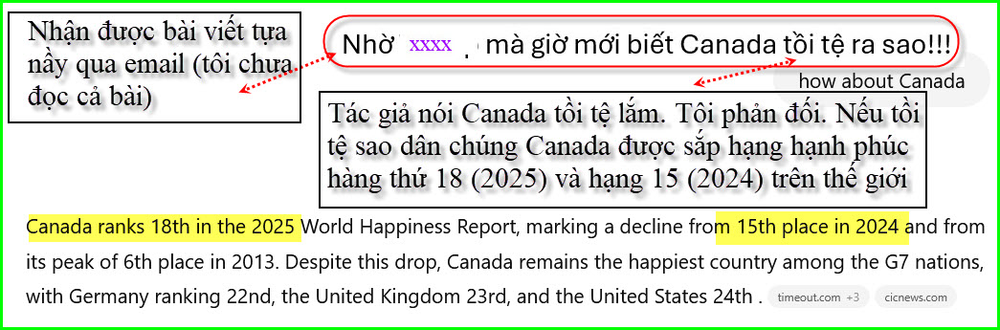 Nhận được bài viết tựa
nầy qua email (tôi chưa
đọc cả bài)
Nhờ xxxx mà giờ mới biết Canada tồi tệ ra sao!!!
how about Canada
Tác giả nói Canada tồi tệ lắm. Tôi phản đối. Nếu tồi
tệ sao dân chúng Canada được sắp hạng hạnh phúc
hàng thứ 18 (2025) và hạng 15 (2024) trên thế giới
Canada ranks 18th in the 2025 World Happiness Report, marking a decline from 15th place in 2024 and from
its peak of 6th place in 2013. Despite this drop, Canada remains the happiest country among the G7 nations,
with Germany ranking 22nd, the United Kingdom 23rd, and the United States 24th . timeout.com +3 cicnews.com